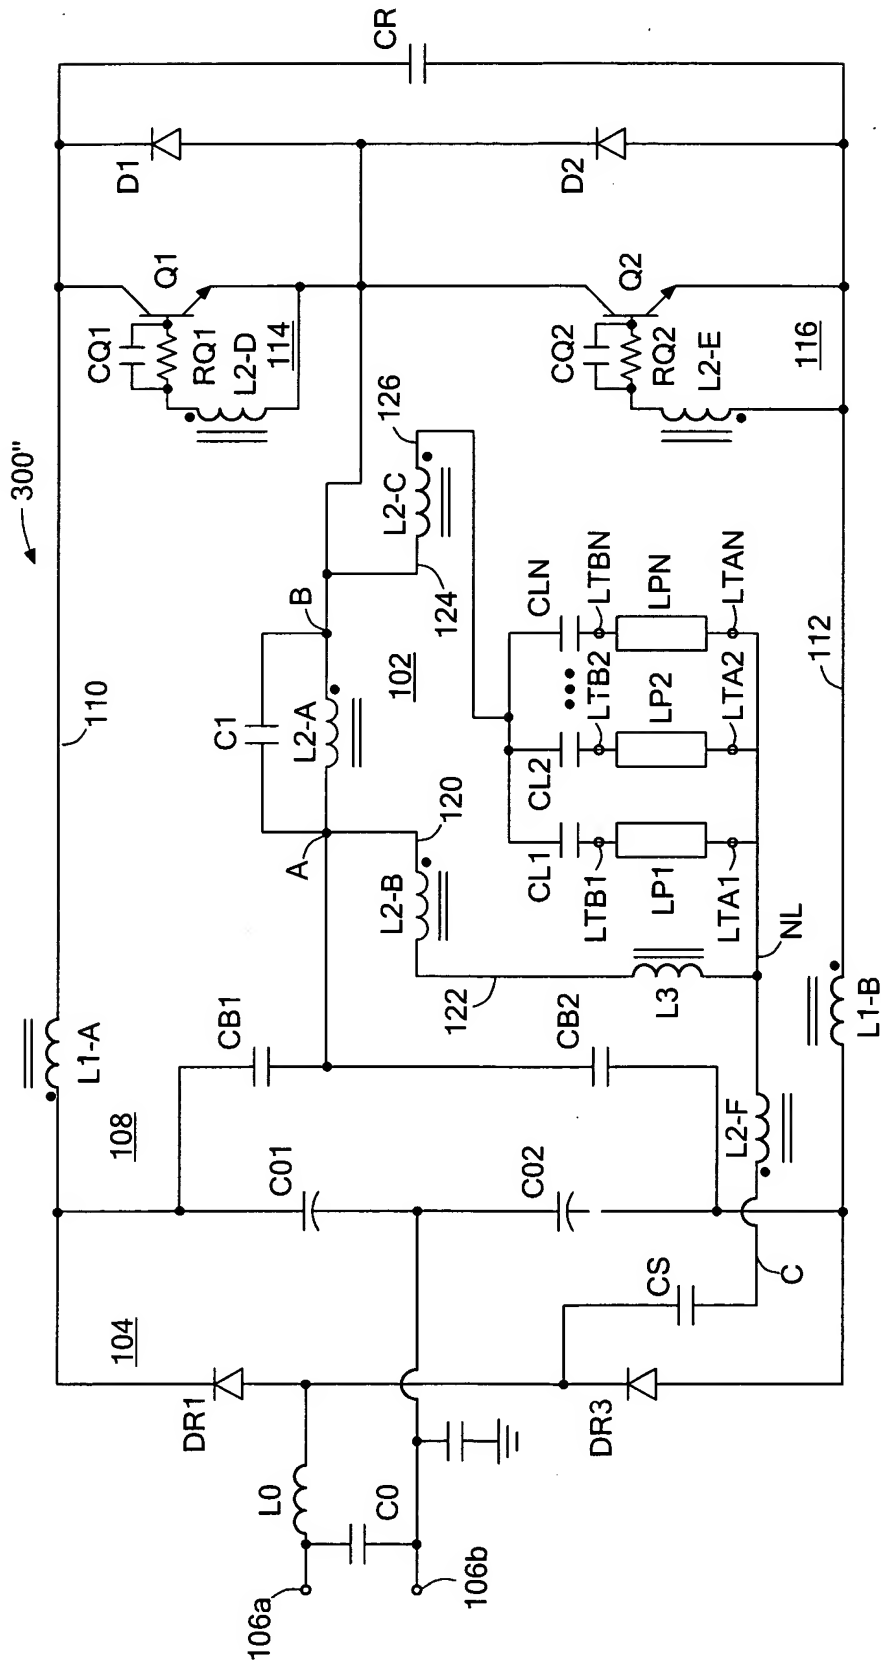 300"
CR
D1
D2
Q1
CQ1
RQ1
L2-D
114
Q2
CQ2
RQ2
L2-E
116
126
L2-C
124
110
B
C1
L2-A
102
A
120
L2-B
122
CLN
LTBN
LPN
LTAN
CL2
LTB2
LP2
LTA2
CL1
LTB1
LP1
LTA1
112
NL
L3
L1-A
L1-B
CB1
CB2
108
L2-F
C01
C02
C
CS
104
DR1
DR3
L0
C0
106a
106b